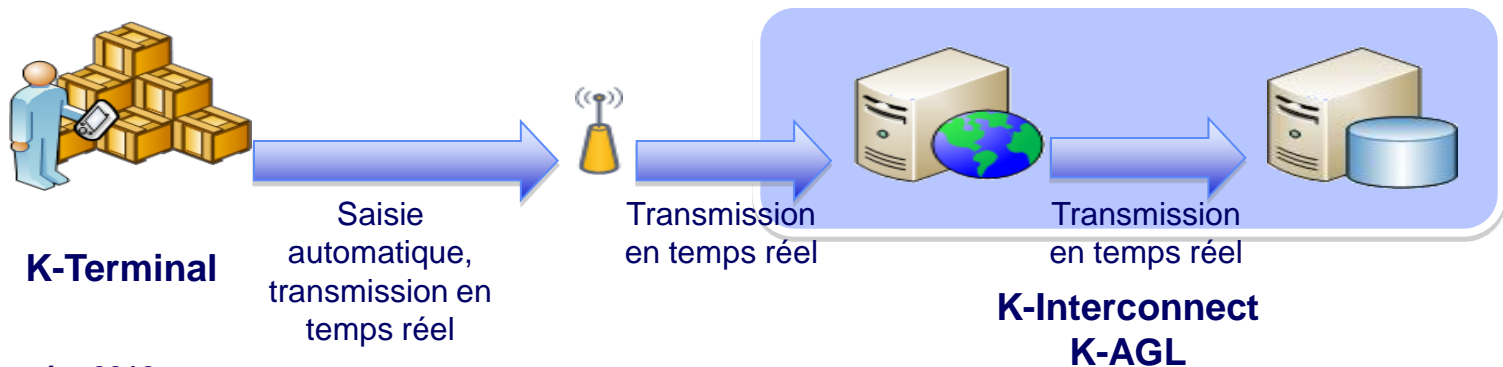 K-Terminal
Saisie
automatique,
transmission en
temps réel
Transmission
en temps réel
Transmission
en temps réel
K-Interconnect
K-AGL